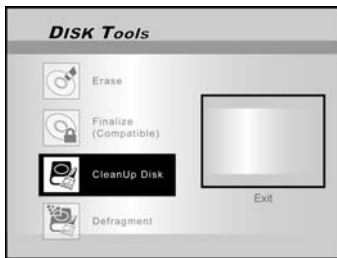 DISK Tools
Erase
Finalize
(Compatible)
CleanUp Disk
Exit
Defragment